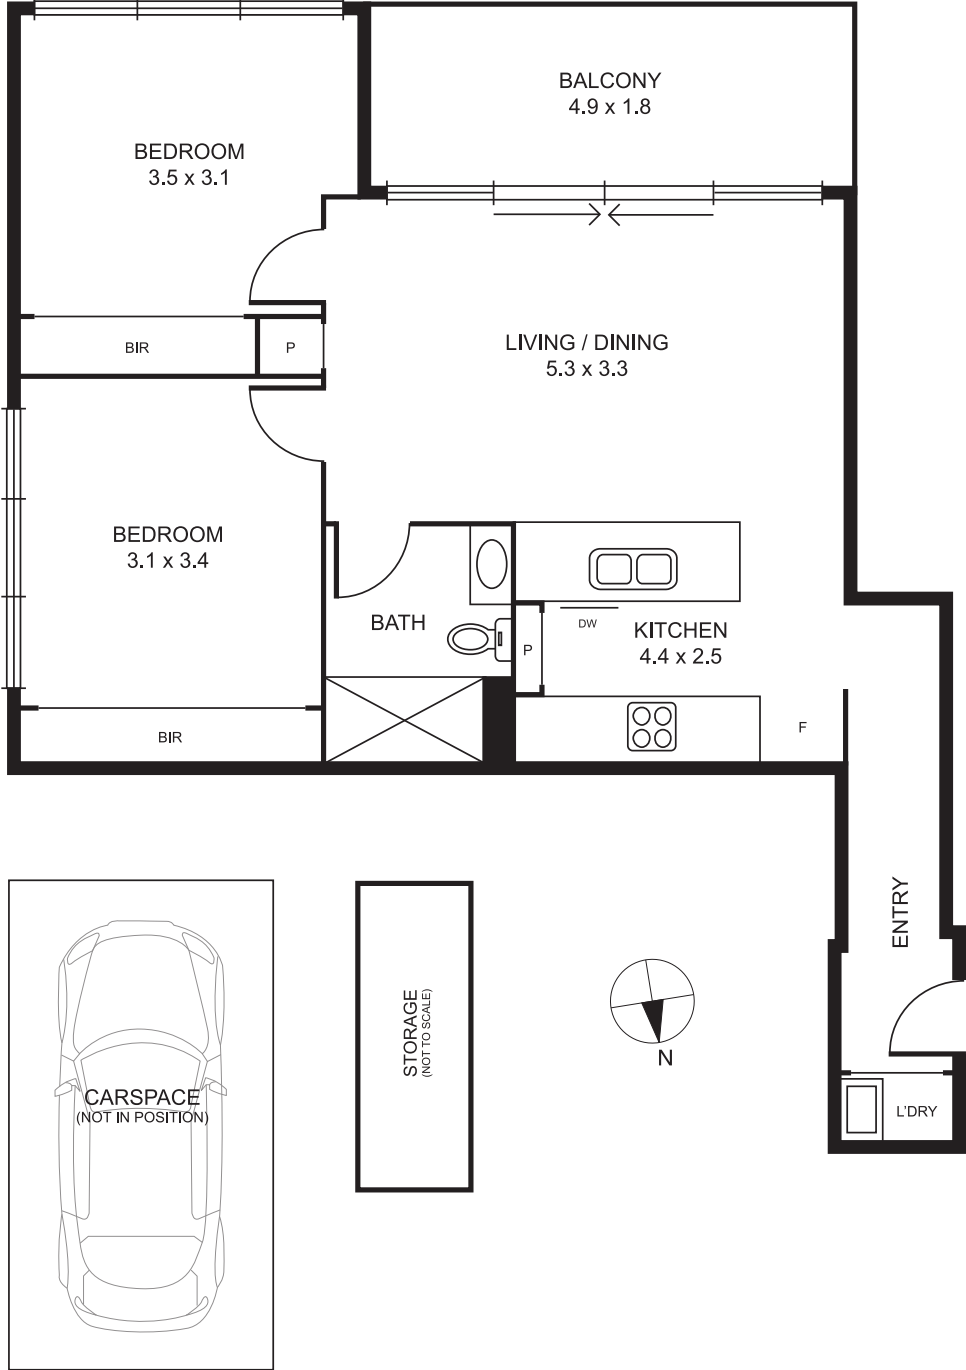 BALCONY
4.9 x 1.8
BEDROOM
3.5 x 3.1
LIVING / DINING
5.3 x 3.3
BIR
P
BEDROOM
3.1 x 3.4
BATH
DW
KITCHEN
4.4 x 2.5
P
F
BIR
ENTRY
STORAGE
(NOT TO SCALE)
N
CARSPACE
(NOT IN POSITION)
L'DRY